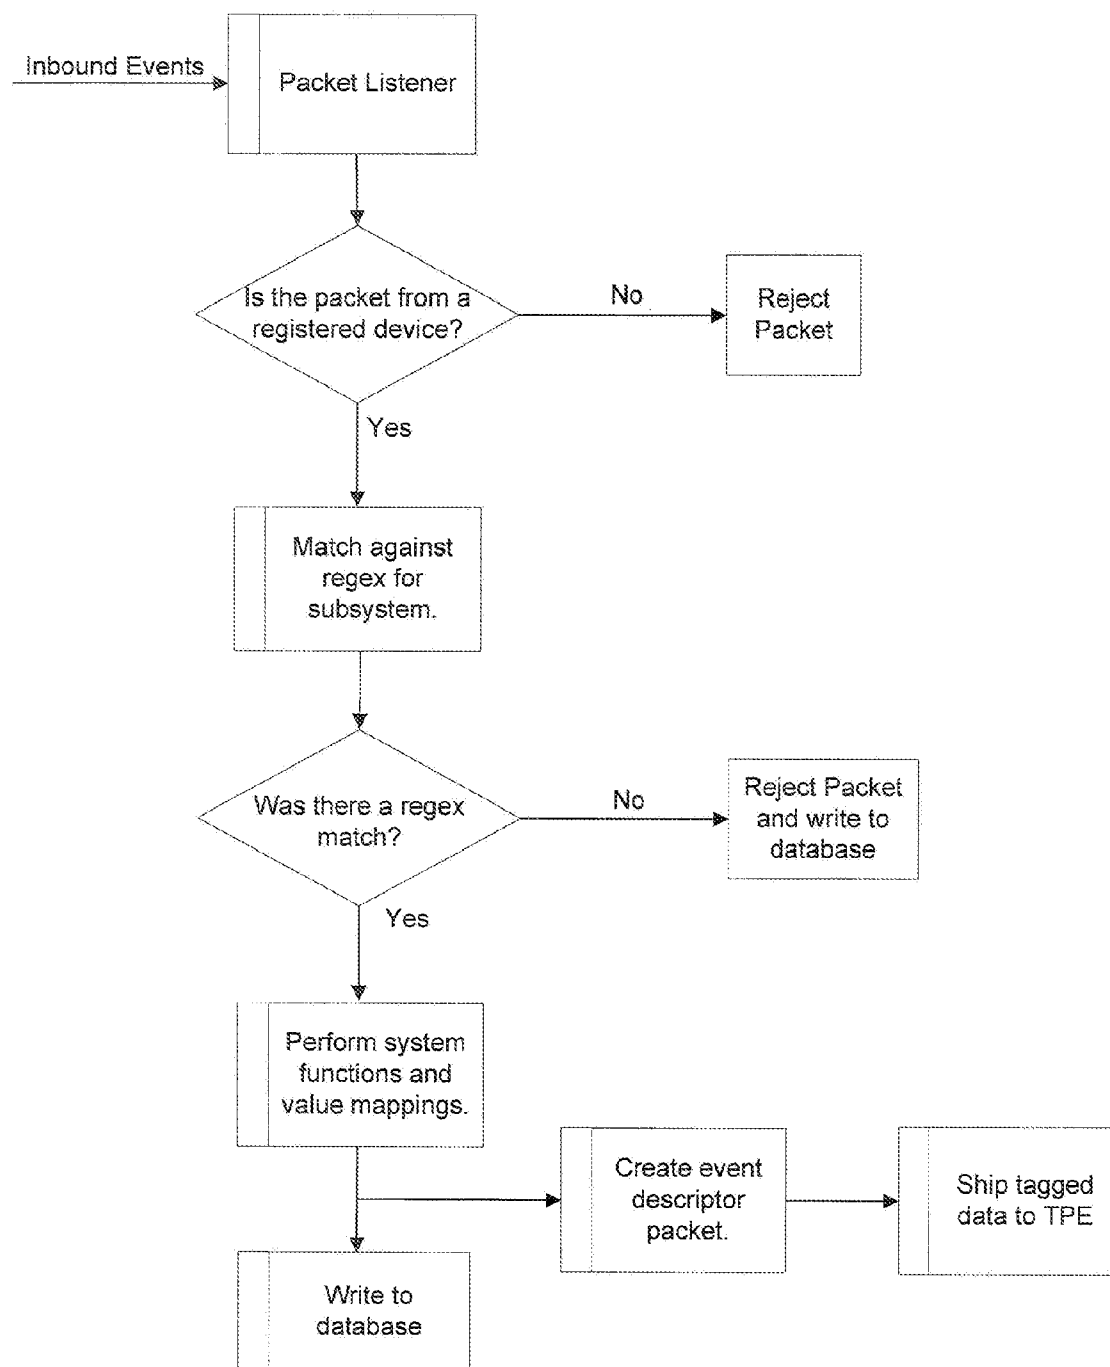 Inbound Events
Packet Listener
Is the packet from a
registered device?
No
Reject
Packet
Yes
Match against
regex for
subsystem.
Was there a regex
match?
No
Reject Packet
and write to
database
Yes
Perform system
functions and
value mappings.
Create event
descriptor
packet.
Ship tagged
data to TPE
Write to
database